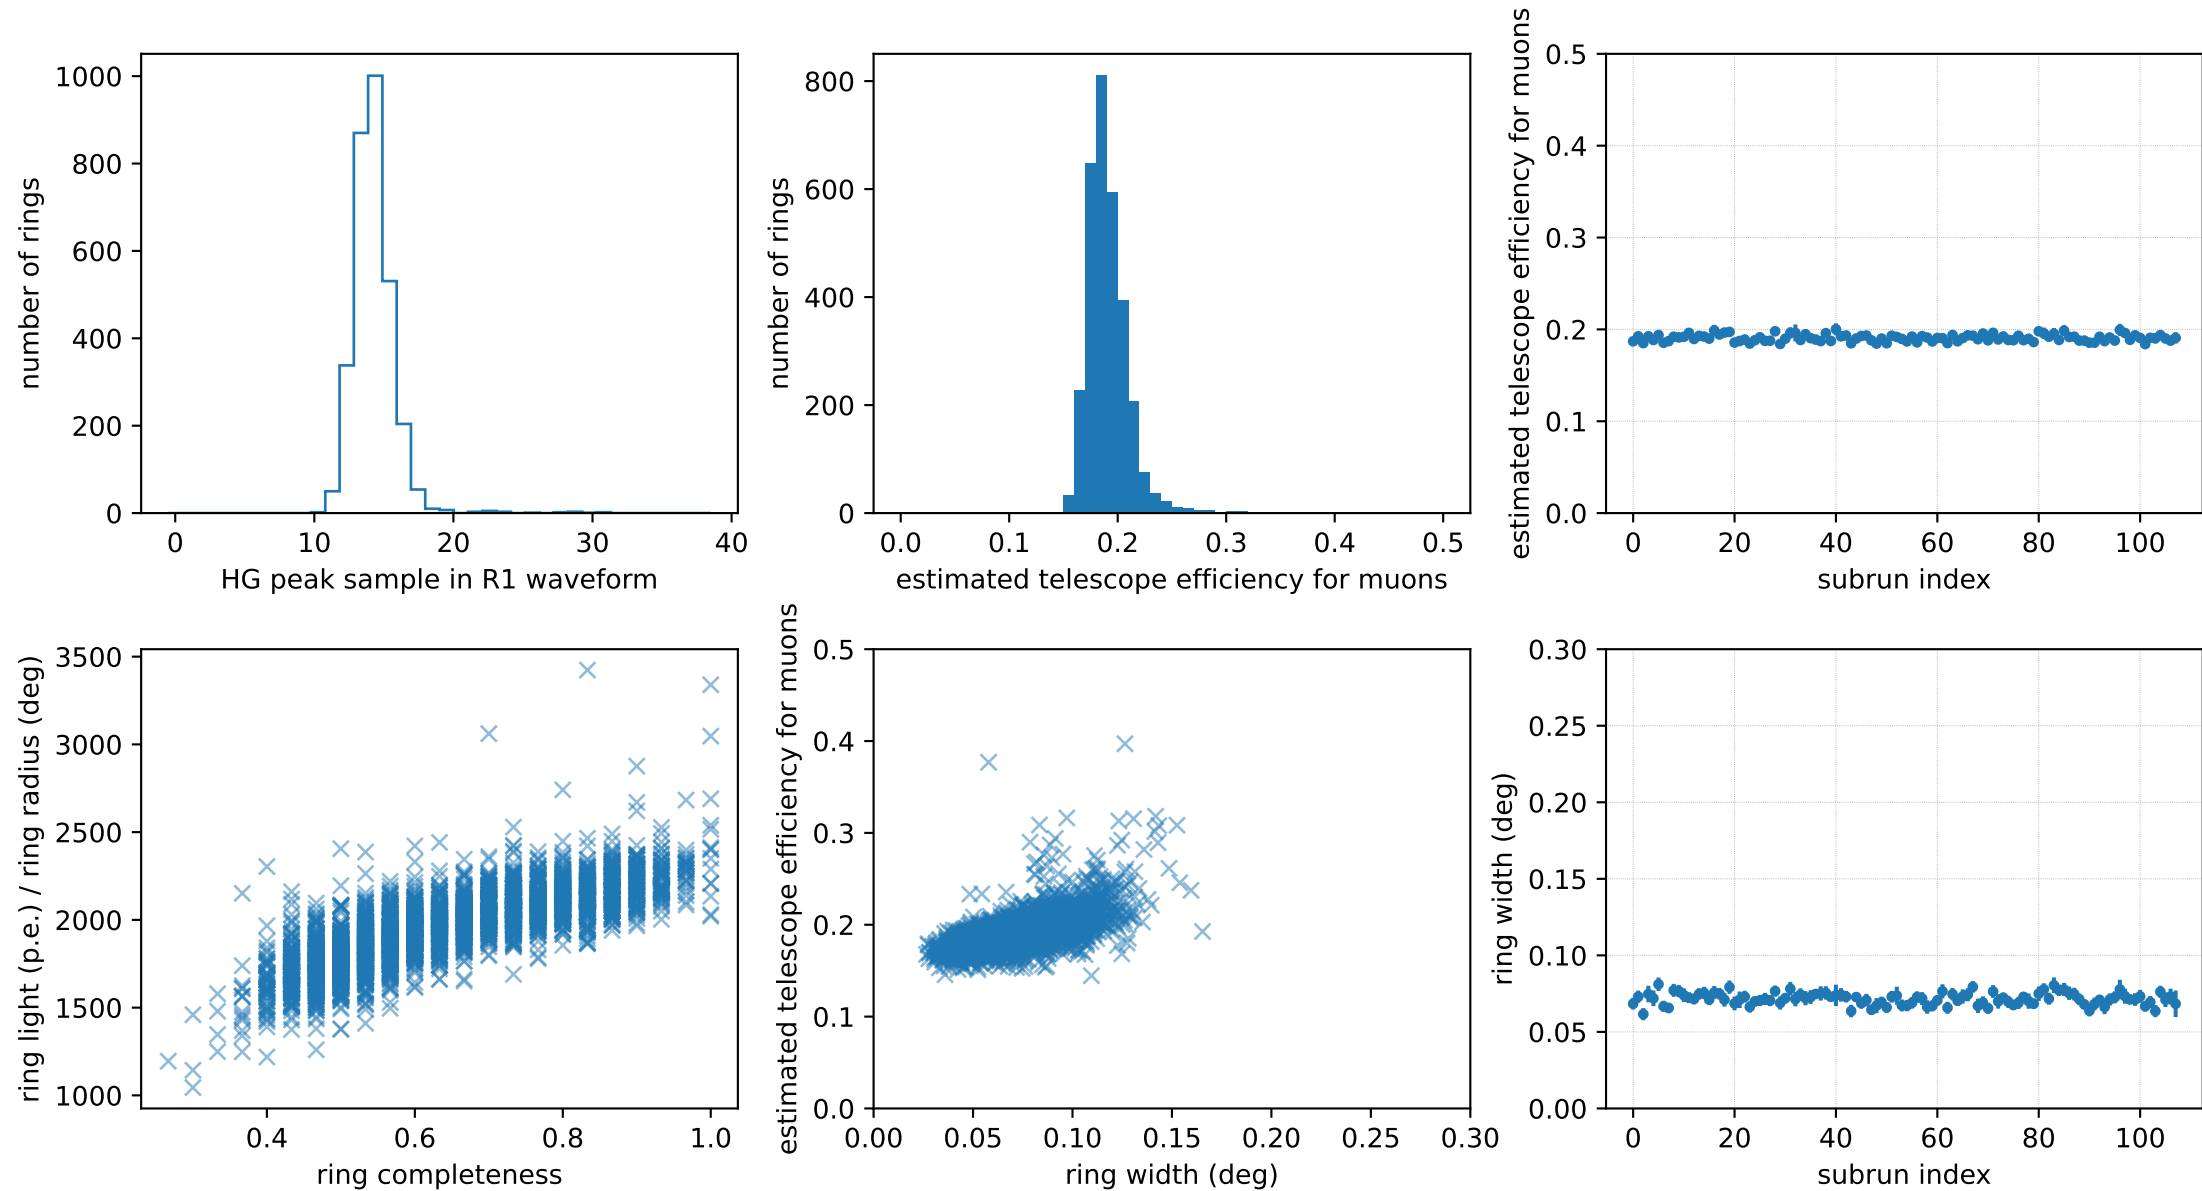 number of rings
1000
800
600
400
200
0
0 10 20 30 40
HG peak sample in R1 waveform
number of rings
800
600
400
200
0
0.0 0.1 0.2 0.3 0.4 0.5
estimated telescope efficiency for muons
estimated telescope efficiency for muons
0.5
0.4
0.3
0.2
0.1
0.0
0 20 40 60 80 100
subrun index
ring light (p.e.) / ring radius (deg)
3500
3000
2500
2000
1500
1000
0.4 0.6 0.8 1.0
ring completeness
estimated telescope efficiency for muons
0.5
0.4
0.3
0.2
0.1
0.0
0.00 0.05 0.10 0.15 0.20 0.25 0.30
ring width (deg)
ring width (deg)
0.30
0.25
0.20
0.15
0.10
0.05
0.00
0 20 40 60 80 100
subrun index